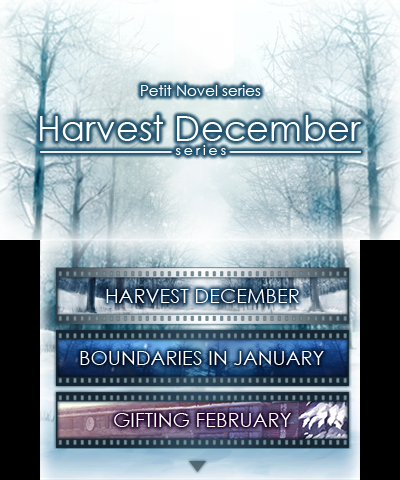 Petit Novel series
Harvest December
series
HARVEST DECEMBER
BOUNDARIES IN JANUARY
GIFTING FEBRUARY